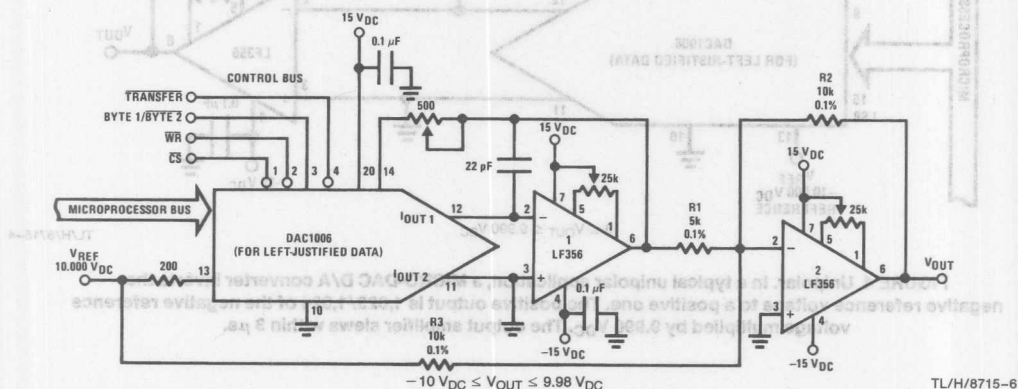 15 VDC
0.1 µF
CONTROL BUS
TRANSFER
BYTE 1/BYTE 2
WR
CS
1
2
3
4
20
14
500
22 pF
15 VDC
7
5
25k
1
R2
10k
0.1%
15 VDC
7
5
25k
1
MICROPROCESSOR BUS
DAC1006
(FOR LEFT-JUSTIFIED DATA)
IOUT 1
12
2
−
1
LF356
6
R1
5k
0.1%
2
−
2
LF356
6
VOUT
VREF
10.000 VDC
200
13
IOUT 2
11
3
+
4
0.1 µF
3
+
4
10
−15 VDC
−15 VDC
R3
10k
0.1%
−10 VDC ≤ VOUT ≤ 9.98 VDC
TL/H/8715–6